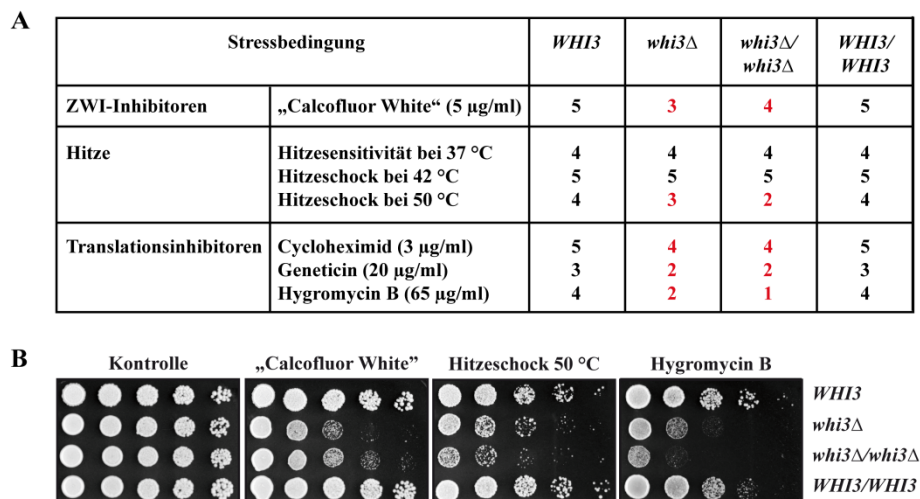 A
Stressbedingung WHI3 whi3Δ whi3Δ/ WHI3/
whi3Δ WHI3
ZWI-Inhibitoren „Calcofluor White“ (5 µg/ml) 5 3 4 5
Hitze Hitzesensitivität bei 37 °C 4 4 4 4
Hitzeschock bei 42 °C 5 5 5 5
Hitzeschock bei 50 °C 4 3 2 4
Translationsinhibitoren Cycloheximid (3 µg/ml) 5 4 4 5
Geneticin (20 µg/ml) 3 2 2 3
Hygromycin B (65 µg/ml) 4 2 1 4
B
Kontrolle „Calcofluor White” Hitzeschock 50 °C Hygromycin B
WHI3
whi3Δ
whi3Δ/whi3Δ
WHI3/WHI3